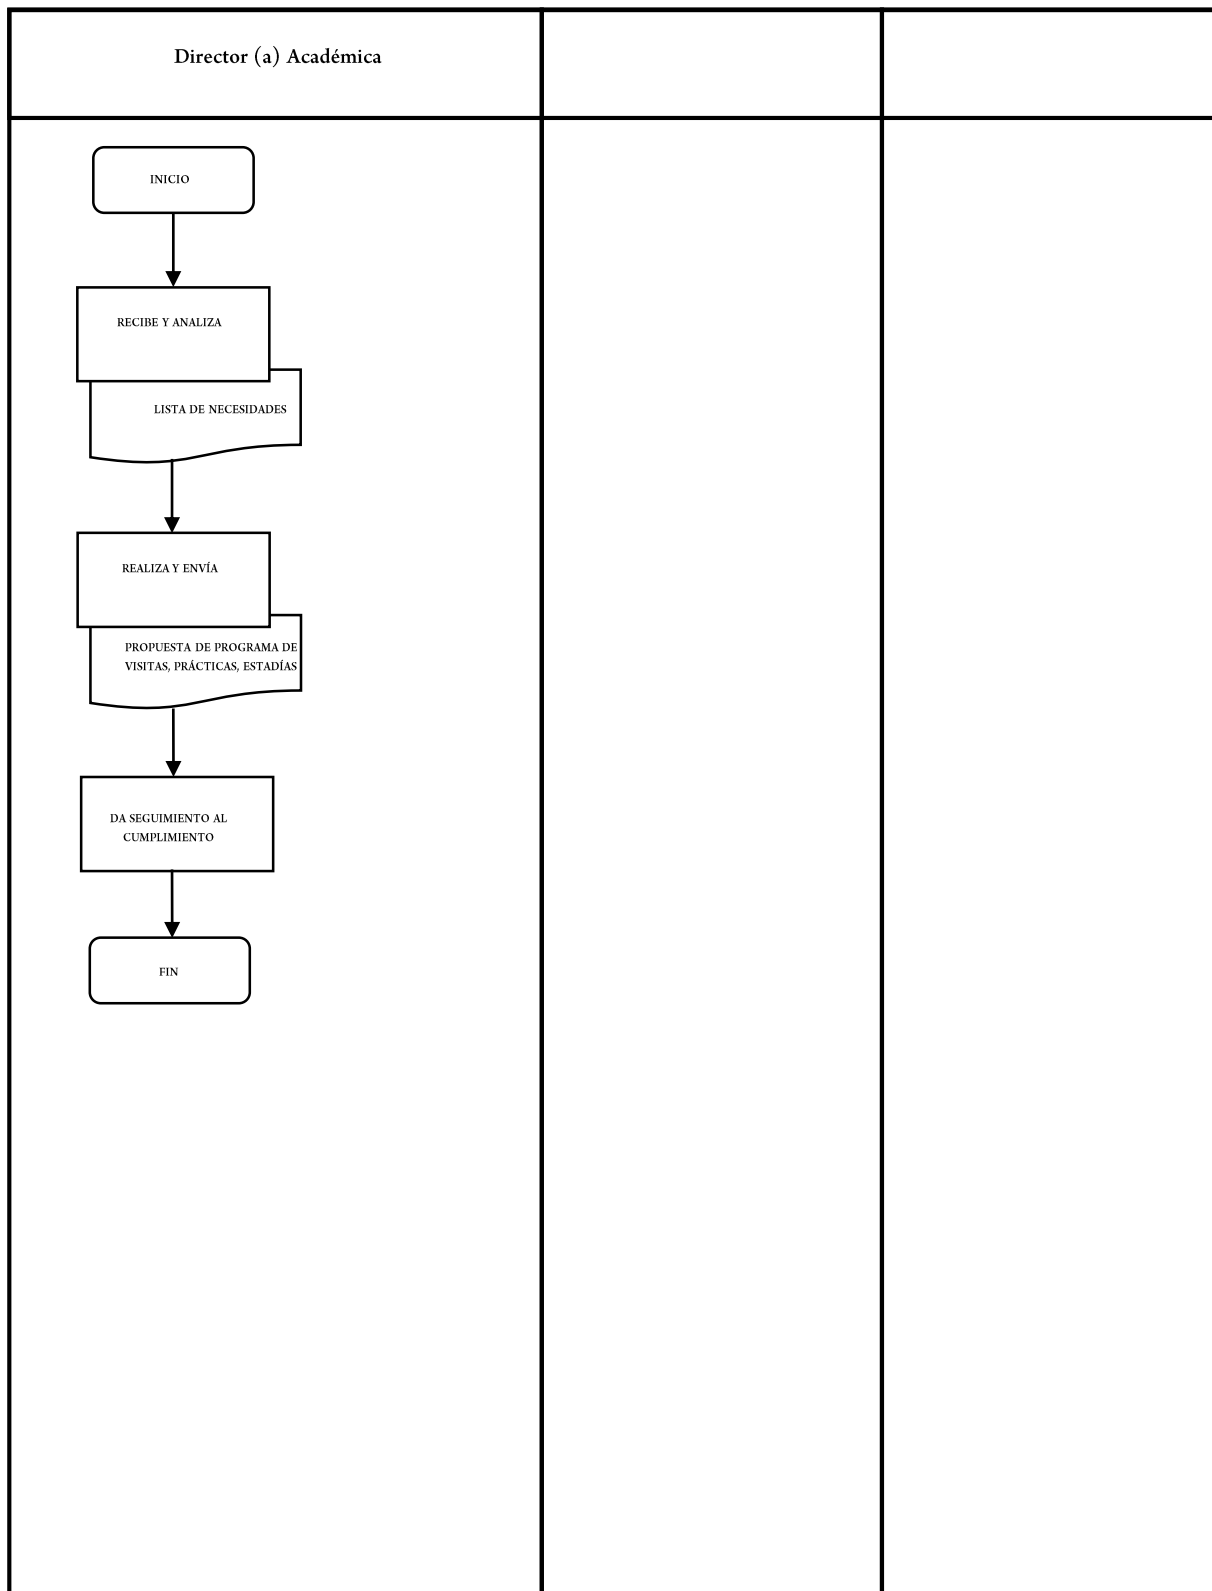 Director (a) Académica
INICIO
RECIBE Y ANALIZA
LISTA DE NECESIDADES
REALIZA Y ENVÍA
PROPUESTA DE PROGRAMA DE
VISITAS, PRÁCTICAS, ESTADÍAS
DA SEGUIMIENTO AL
CUMPLIMIENTO
FIN